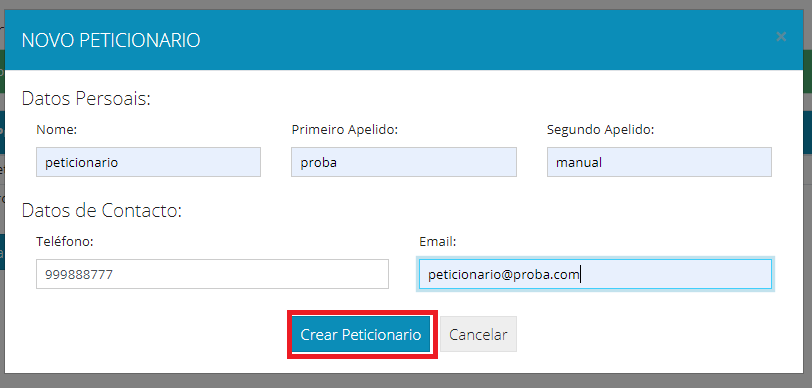 NOVO PETICIONARIO
×
Datos Persoais:
Nome: Primeiro Apelido: Segundo Apelido:
peticionario proba manual
Datos de Contacto:
Teléfono: Email:
999888777 peticionario@proba.com
Crear Peticionario Cancelar